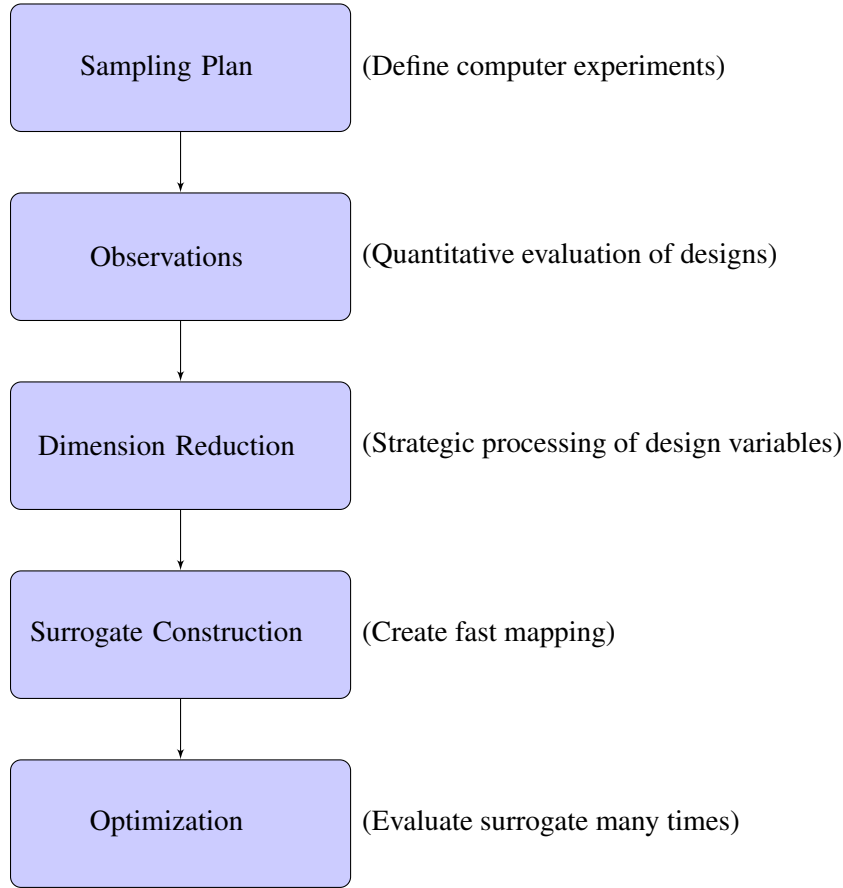 Sampling Plan
(Define computer experiments)
Observations
(Quantitative evaluation of designs)
Dimension Reduction
(Strategic processing of design variables)
Surrogate Construction
(Create fast mapping)
Optimization
(Evaluate surrogate many times)